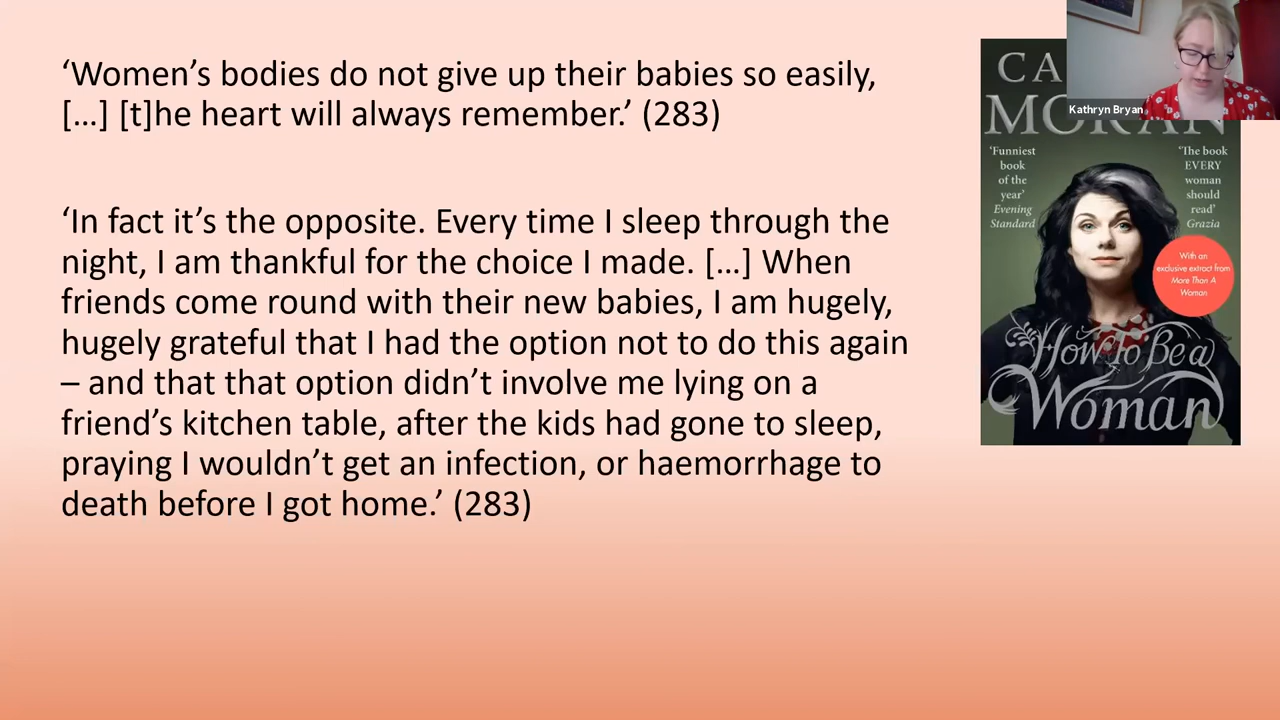 ‘Women’s bodies do not give up their babies so easily,
[…] [t]he heart will always remember.’ (283)
‘In fact it’s the opposite. Every time I sleep through the
night, I am thankful for the choice I made. […] When
friends come round with their new babies, I am hugely,
hugely grateful that I had the option not to do this again
– and that that option didn’t involve me lying on a
friend’s kitchen table, after the kids had gone to sleep,
praying I wouldn’t get an infection, or haemorrhage to
death before I got home.’ (283)
Kathryn Bryan
CA
MORAN
‘Funniest
book
of the
year’
Evening
Standard
‘The book
EVERY
woman
should
read’
Grazia
With an
exclusive extract from
More Than A
Woman
How To Be a
Woman